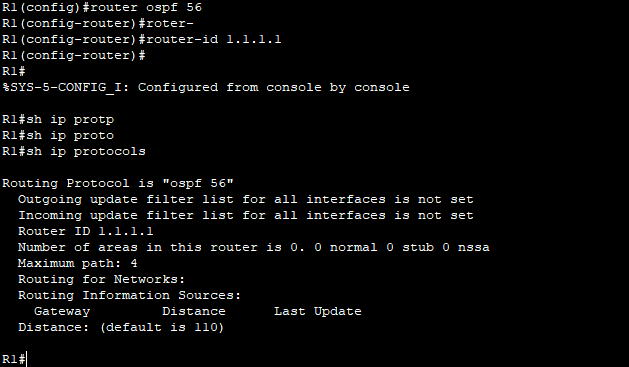 R1(config)#router ospf 56
R1(config-router)#roter-
R1(config-router)#router-id 1.1.1.1
R1(config-router)#
R1#
%SYS-5-CONFIG_I: Configured from console by console
R1#sh ip protp
R1#sh ip proto
R1#sh ip protocols
Routing Protocol is "ospf 56"
Outgoing update filter list for all interfaces is not set
Incoming update filter list for all interfaces is not set
Router ID 1.1.1.1
Number of areas in this router is 0. 0 normal 0 stub 0 nssa
Maximum path: 4
Routing for Networks:
Routing Information Sources:
Gateway Distance Last Update
Distance: (default is 110)
R1#